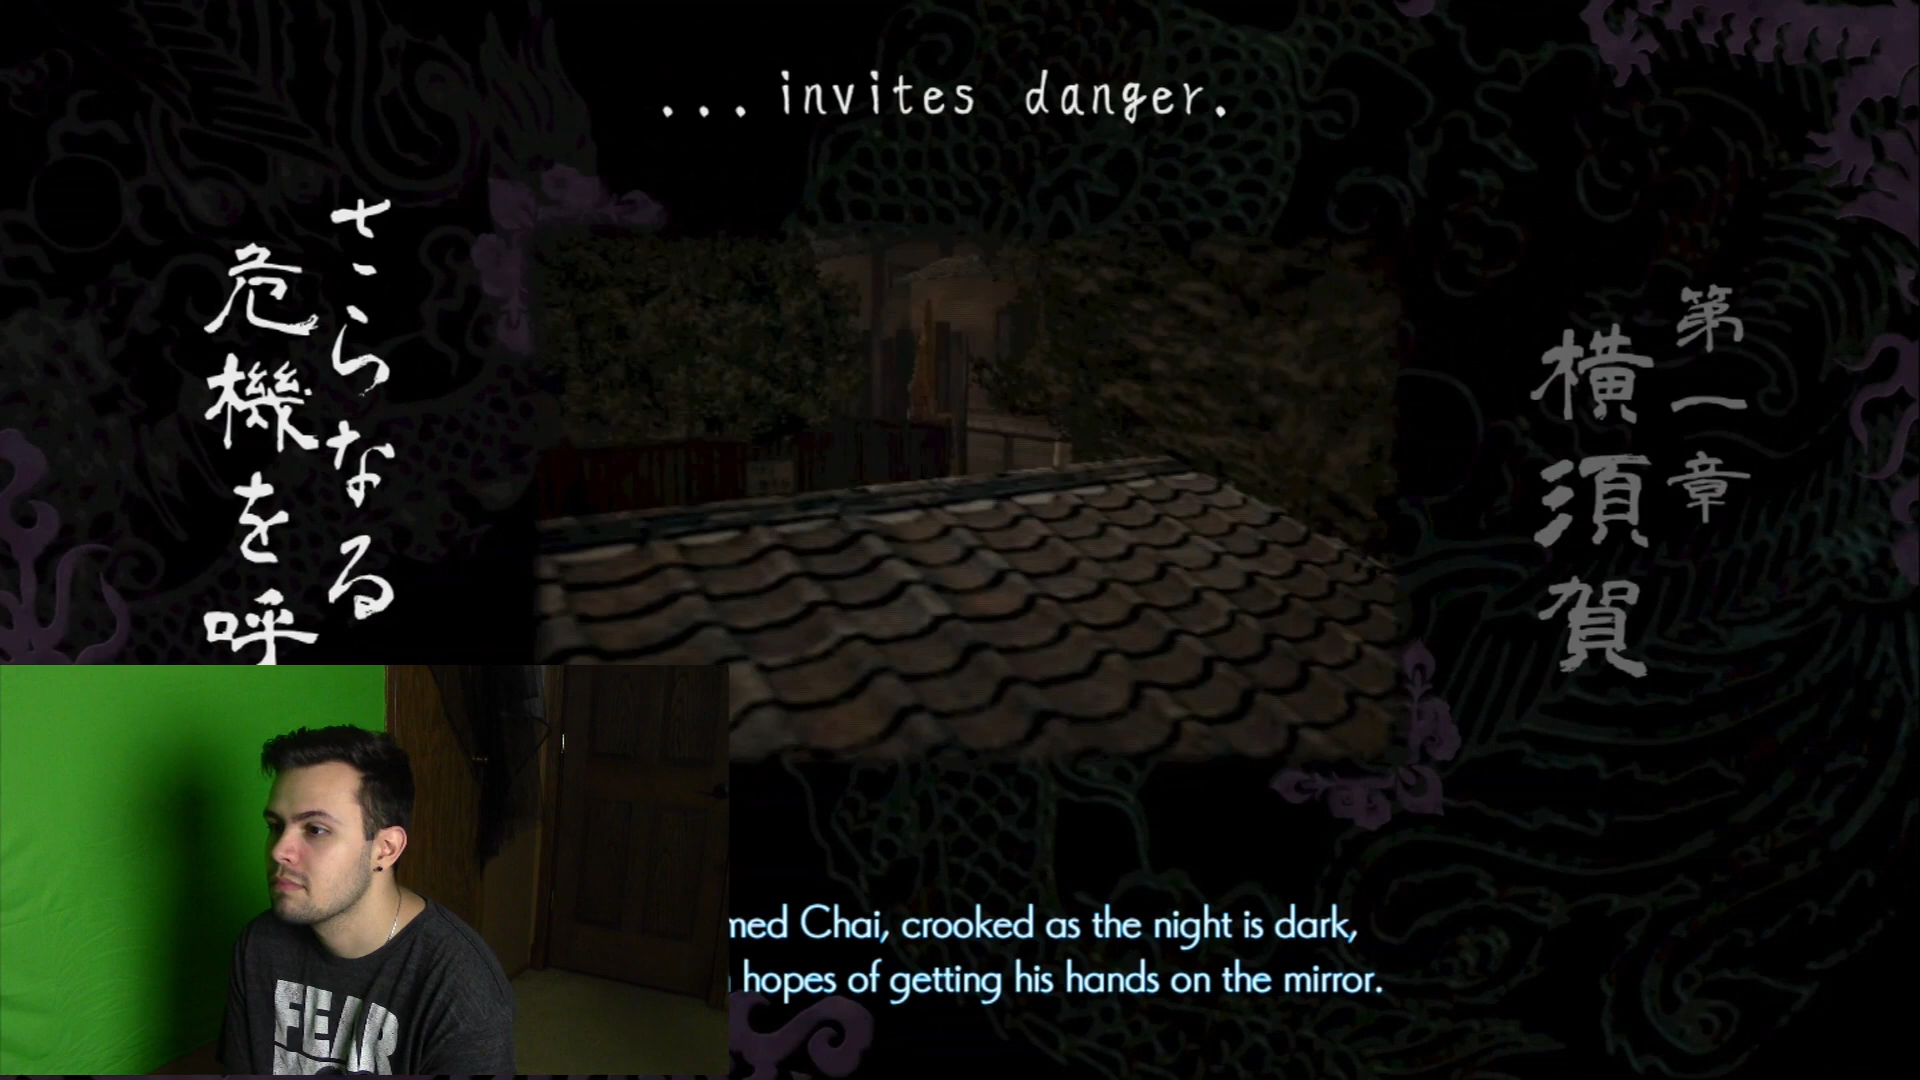 ... invites danger.
さらなる
危機を呼
第一章
横須賀
med Chai, crooked as the night is dark,
hopes of getting his hands on the mirror.
FEAR